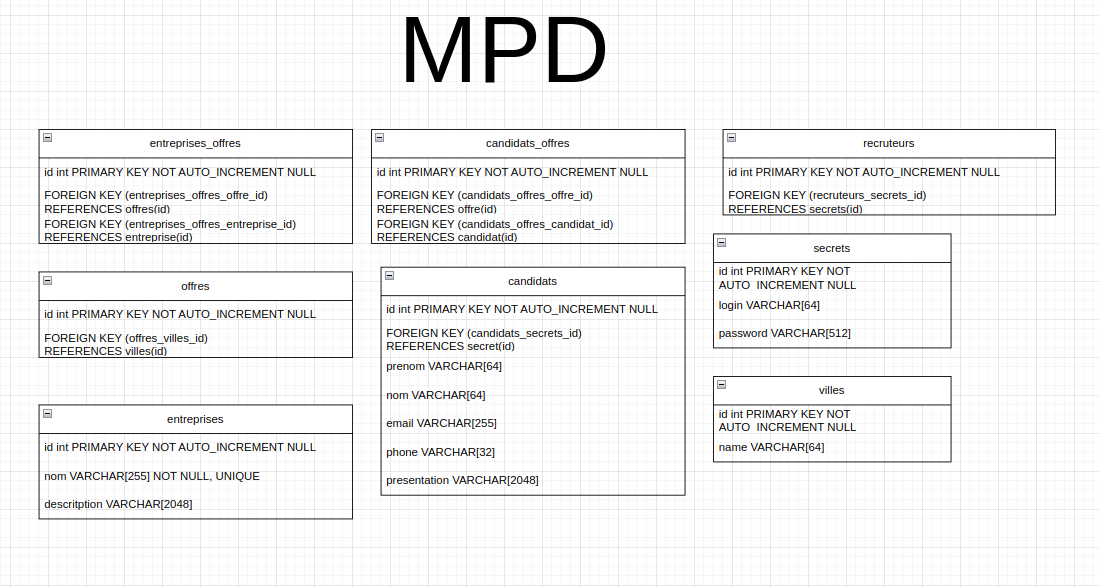 MPD
entreprises_offres
id int PRIMARY KEY NOT AUTO_INCREMENT NULL
FOREIGN KEY (entreprises_offres_offre_id)
REFERENCES offres(id)
FOREIGN KEY (entreprises_offres_entreprise_id)
REFERENCES entreprise(id)
candidats_offres
id int PRIMARY KEY NOT AUTO_INCREMENT NULL
FOREIGN KEY (candidats_offres_offre_id)
REFERENCES offre(id)
FOREIGN KEY (candidats_offres_candidat_id)
REFERENCES candidat(id)
recruteurs
id int PRIMARY KEY NOT AUTO_INCREMENT NULL
FOREIGN KEY (recruteurs_secrets_id)
REFERENCES secrets(id)
offres
id int PRIMARY KEY NOT AUTO_INCREMENT NULL
FOREIGN KEY (offres_villes_id)
REFERENCES villes(id)
candidats
id int PRIMARY KEY NOT AUTO_INCREMENT NULL
FOREIGN KEY (candidats_secrets_id)
REFERENCES secret(id)
prenom VARCHAR[64]
nom VARCHAR[64]
email VARCHAR[255]
phone VARCHAR[32]
presentation VARCHAR[2048]
secrets
id int PRIMARY KEY NOT
AUTO_INCREMENT NULL
login VARCHAR[64]
password VARCHAR[512]
entreprises
id int PRIMARY KEY NOT AUTO_INCREMENT NULL
nom VARCHAR[255] NOT NULL, UNIQUE
descritption VARCHAR[2048]
villes
id int PRIMARY KEY NOT
AUTO_INCREMENT NULL
name VARCHAR[64]